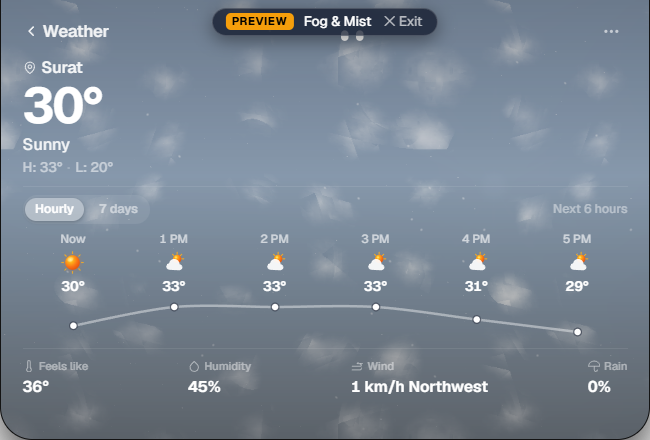 PREVIEW Fog & Mist Exit
Weather
Surat
30°
Sunny
H: 33° · L: 20°
Hourly 7 days Next 6 hours
Now 1 PM 2 PM 3 PM 4 PM 5 PM
30° 33° 33° 33° 31° 29°
Feels like Humidity Wind Rain
36° 45% 1 km/h Northwest 0%